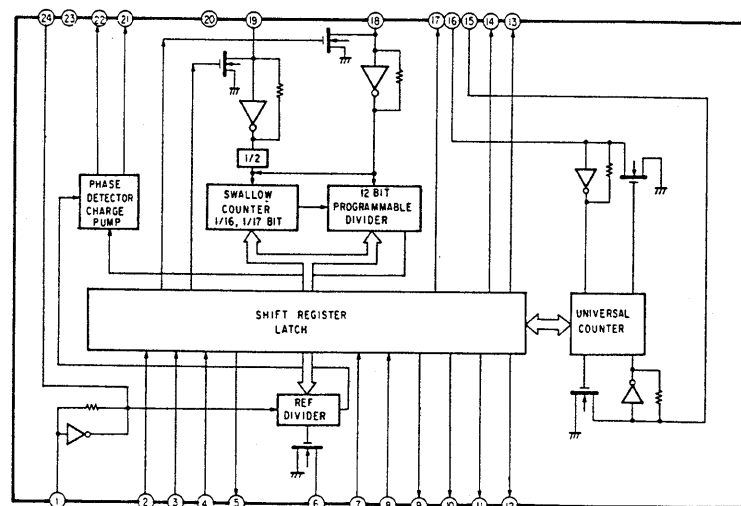 24 23 22 21 20 19 18 17 16 15 14 13
1/2
PHASE
DETECTOR
CHARGE
PUMP
SWALLOW
COUNTER
1/16, 1/17 BIT
12 BIT
PROGRAMMABLE
DIVIDER
SHIFT REGISTER
LATCH
UNIVERSAL
COUNTER
REF
DIVIDER
1 2 3 4 5 6 7 8 9 10 11 12